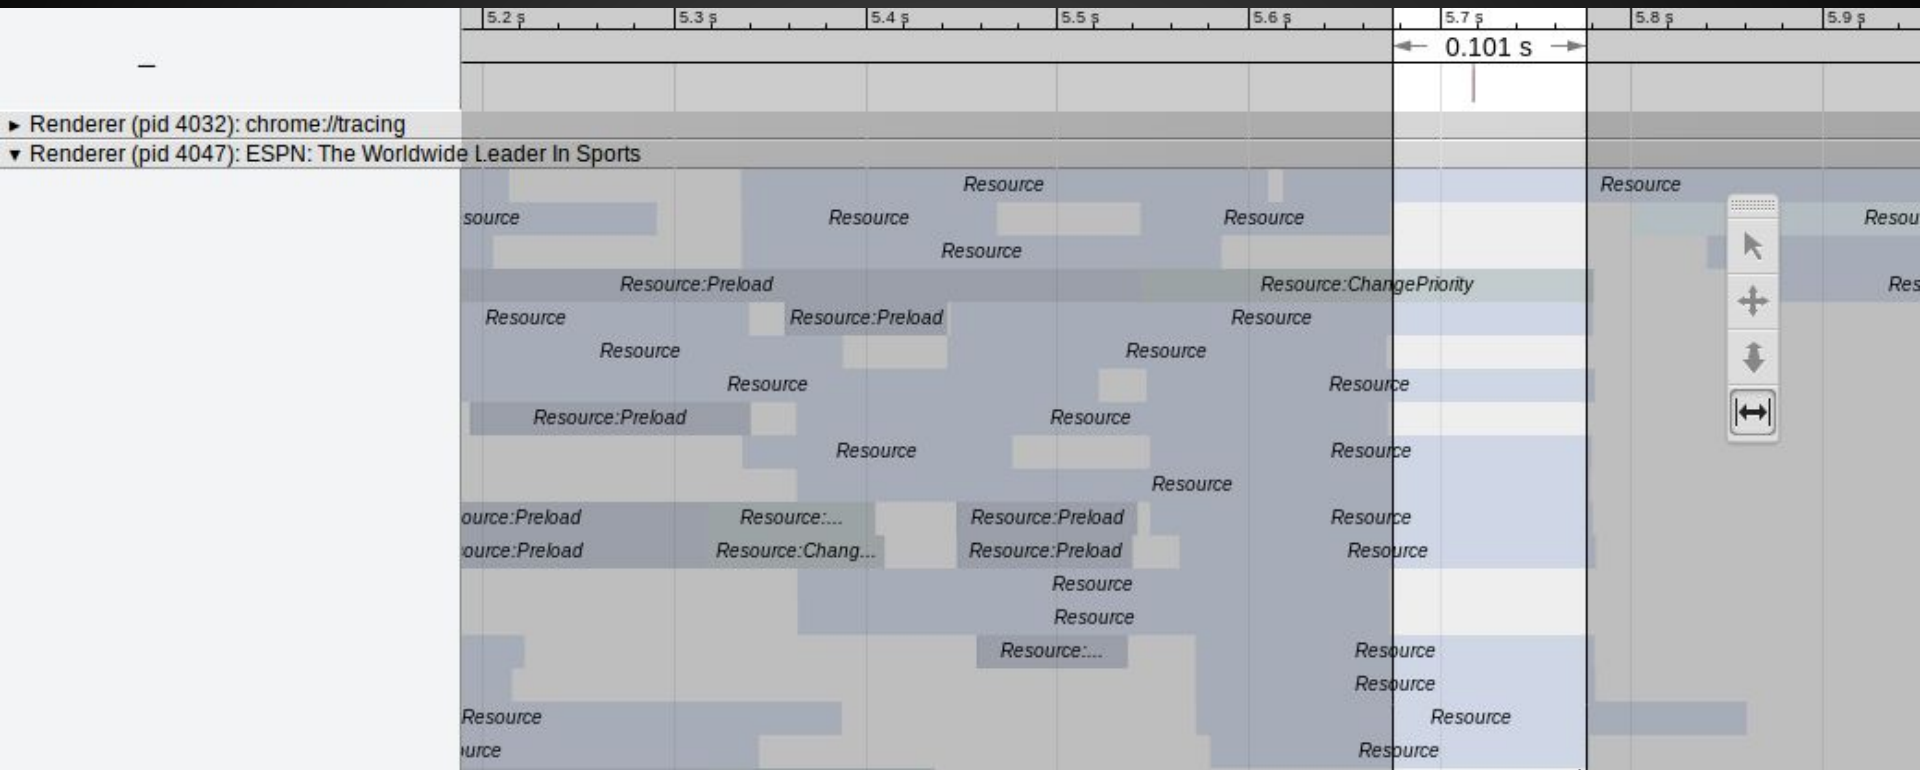 5.2 s 5.3 s 5.4 s 5.5 s 5.6 s 5.7 s 5.8 s 5.9 s
0.101 s
–
Renderer (pid 4032): chrome://tracing
Renderer (pid 4047): ESPN: The Worldwide Leader In Sports
Resource Resource
source Resource Resource Resou
Resource
Resource:Preload Resource:ChangePriority Res
Resource Resource:Preload Resource
Resource Resource
Resource Resource
Resource:Preload Resource
Resource Resource
Resource
ource:Preload Resource:... Resource:Preload Resource
ource:Preload Resource:Chang... Resource:Preload Resource
Resource
Resource
Resource:... Resource
Resource
Resource Resource
urce Resource